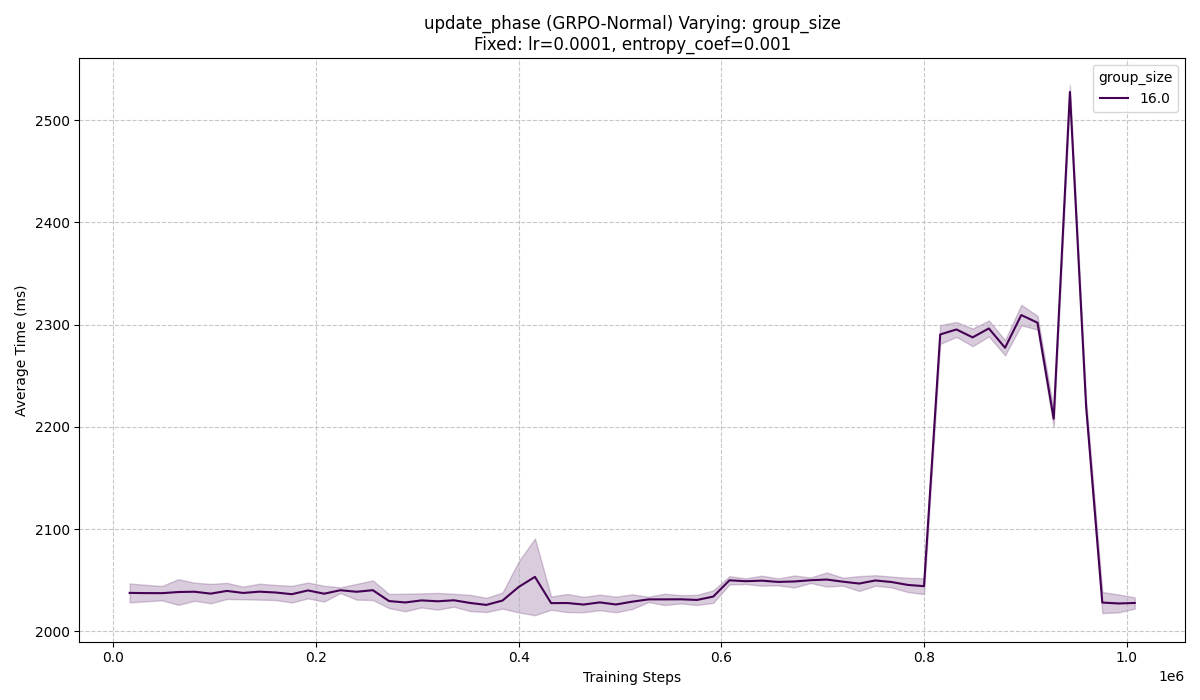 update_phase (GRPO-Normal) Varying: group_size
Fixed: lr=0.0001, entropy_coef=0.001
group_size
16.0
2500
2400
2300
2200
2100
2000
Average Time (ms)
0.0 0.2 0.4 0.6 0.8 1.0
1e6
Training Steps